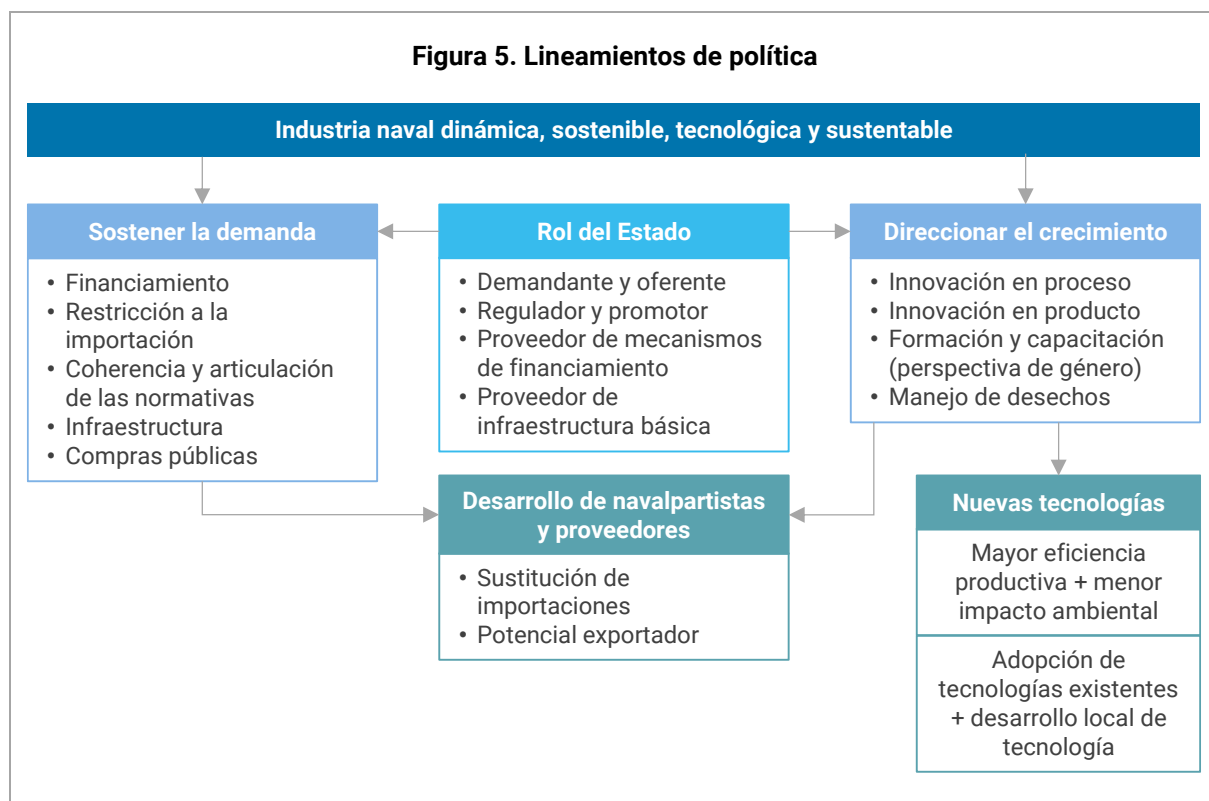 Figura 5. Lineamientos de política
Industria naval dinámica, sostenible, tecnológica y sustentable
Sostener la demanda
• Financiamiento
• Restricción a la
importación
• Coherencia y articulación
de las normativas
• Infraestructura
• Compras públicas
Rol del Estado
• Demandante y oferente
• Regulador y promotor
• Proveedor de mecanismos
de financiamiento
• Proveedor de
infraestructura básica
Direccionar el crecimiento
• Innovación en proceso
• Innovación en producto
• Formación y capacitación
(perspectiva de género)
• Manejo de desechos
Desarrollo de navalpartistas
y proveedores
• Sustitución de
importaciones
• Potencial exportador
Nuevas tecnologías
Mayor eficiencia
productiva + menor
impacto ambiental
Adopción de
tecnologías existentes
+ desarrollo local de
tecnología